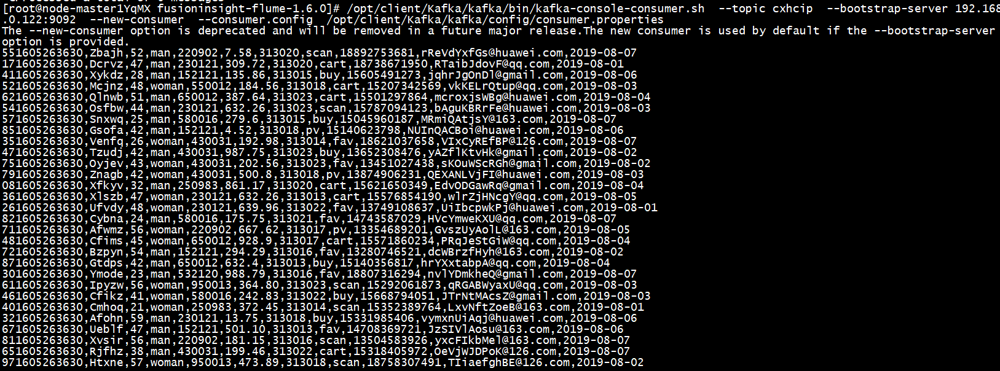 [root@node-master1YqMX fusioninsight-flume-1.6.0]# /opt/client/Kafka/kafka/bin/kafka-console-consumer.sh  --topic cxhcip  --bootstrap-server 192.168
.0.122:9092  --new-consumer  --consumer.config  /opt/client/Kafka/kafka/config/consumer.properties
The --new-consumer option is deprecated and will be removed in a future major release.The new consumer is used by default if the --bootstrap-server
option is provided.
551605263630,Zbajh,52,man,220902,7.58,313020,scan,18892753681,rReVdYxfGs@huawei.com,2019-08-07
171605263630,Dcrvz,47,man,230121,309.72,313020,cart,18738671950,RTaibJdovF@qq.com,2019-08-01
411605263630,Xykdz,28,man,152121,135.86,313015,buy,15605491273,jqhrJgOnDl@gmail.com,2019-08-06
521605263630,Mcjnz,48,woman,550012,184.56,313018,cart,15207342569,vkKELrQtup@qq.com,2019-08-03
621605263630,Qlnwb,51,man,650012,387.64,313023,cart,15501297864,mcroxjsWBg@huawei.com,2019-08-04
541605263630,Osfbw,44,man,230121,632.26,313023,scan,15787094123,bAguKBRrFe@huawei.com,2019-08-03
571605263630,Snxwq,25,man,580016,279.6,313015,buy,15045960187,MRmiQAtjsY@163.com,2019-08-07
851605263630,Gsofa,42,man,152121,4.52,313018,pv,15140623798,NUInQACBoi@huawei.com,2019-08-06
351605263630,Venfq,26,woman,430031,192.98,313014,fav,18621037658,VIxCyREfBP@126.com,2019-08-07
471605263630,Tzudj,42,man,430031,987.75,313023,buy,13652308476,yAZflKtvHk@gmail.com,2019-08-02
751605263630,Oyjev,43,woman,430031,202.56,313023,fav,13451027438,sKOuWScRGh@gmail.com,2019-08-02
791605263630,Znagb,42,woman,430031,500.8,313018,pv,13874906231,QEXANLVjFI@huawei.com,2019-08-03
081605263630,Xfkyv,32,man,250983,861.17,313020,cart,15621650349,EdvODGawRq@gmail.com,2019-08-04
361605263630,Xlszb,47,woman,230121,632.26,313013,cart,15576854190,wlrZjHNcgY@qq.com,2019-08-05
261605263630,Ufvdy,48,woman,230121,639.96,313022,fav,13749108637,UiIbcpwkPj@huawei.com,2019-08-01
821605263630,Cybna,24,man,580016,175.75,313021,fav,14743587029,HVcYmweKXU@qq.com,2019-08-07
711605263630,Afwmz,56,woman,220902,667.62,313017,pv,13354689201,GvszUyAolL@163.com,2019-08-05
481605263630,Cfims,45,woman,650012,928.9,313017,cart,15571860234,PRqJeStGiW@qq.com,2019-08-04
721605263630,Bzpyn,54,man,152121,294.29,313016,fav,13280746521,dcWBrzfHyh@163.com,2019-08-02
871605263630,Gtdps,42,man,650012,632.4,313013,buy,15140356817,hrYXxtabpA@qq.com,2019-08-04
301605263630,Ymode,23,man,532120,988.79,313016,fav,18807316294,nvlYDmkheQ@gmail.com,2019-08-07
611605263630,Ipyzw,56,woman,950013,364.80,313023,scan,15292061873,qRGABWyaxU@qq.com,2019-08-03
461605263630,Cfikz,41,woman,580016,242.83,313022,buy,15668794051,JTrNtMAcsZ@gmail.com,2019-08-03
401605263630,Cmhoq,21,woman,250983,372.45,313014,scan,15352389764,LxvNftZoeB@163.com,2019-08-01
321605263630,Afohn,59,man,230121,13.75,313018,buy,15331985406,vymxnUiAqj@huawei.com,2019-08-06
671605263630,Ueblf,47,man,152121,501.10,313013,fav,14708369721,JzSIVlAosu@163.com,2019-08-06
811605263630,Xvsir,56,man,220902,181.15,313016,scan,13504583926,yxcFIkbMel@163.com,2019-08-07
651605263630,Rjfhz,38,man,430031,199.46,313022,cart,15318405972,OeVjWJDPoK@126.com,2019-08-07
971605263630,Htxne,57,woman,950013,473.89,313018,scan,18758307491,TIiaefghBE@126.com,2019-08-02